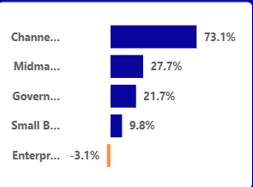 Channe... 73.1%
Midma... 27.7%
Govern... 21.7%
Small B... 9.8%
Enterpr... -3.1%